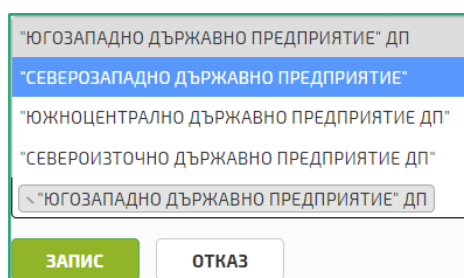 "ЮГОЗАПАДНО ДЪРЖАВНО ПРЕДПРИЯТИЕ" ДП
"СЕВЕРОЗАПАДНО ДЪРЖАВНО ПРЕДПРИЯТИЕ"
"ЮЖНОЦЕНТРАЛНО ДЪРЖАВНО ПРЕДПРИЯТИЕ ДП"
"СЕВЕРОИЗТОЧНО ДЪРЖАВНО ПРЕДПРИЯТИЕ ДП"
"ЮГОЗАПАДНО ДЪРЖАВНО ПРЕДПРИЯТИЕ" ДП
ЗАПИС ОТКАЗ